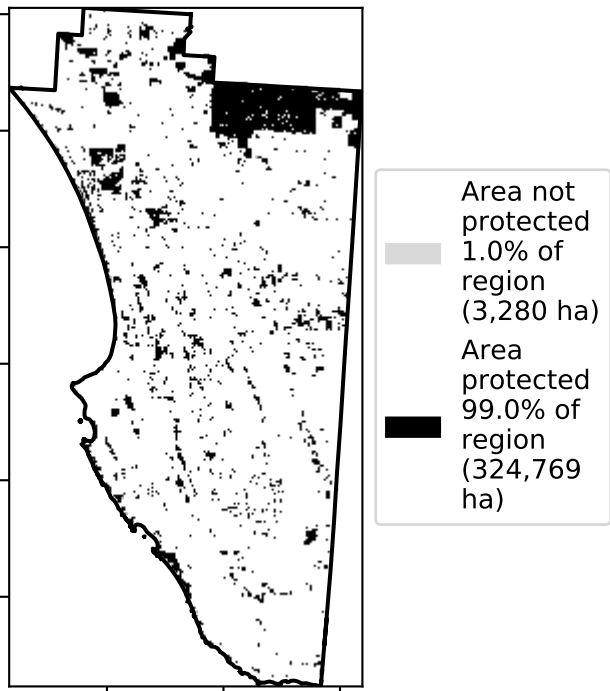 Area not
protected
1.0% of
region
(3,280 ha)
Area
protected
99.0% of
region
(324,769
ha)